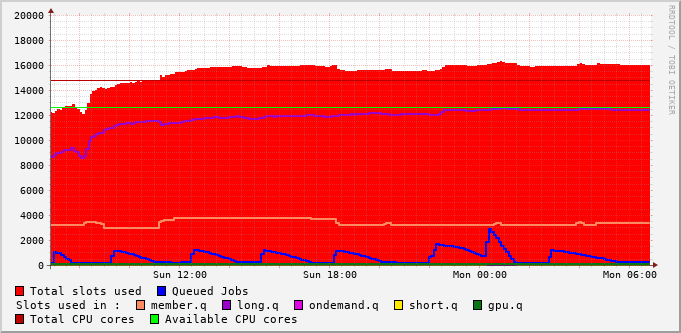 20000
18000
16000
14000
12000
10000
8000
6000
4000
2000
0
Sun 12:00 Sun 18:00 Mon 00:00 Mon 06:00
RRDTOOL / TOBI OETIKER
Total slots used Queued Jobs
Slots used in : member.q long.q ondemand.q short.q gpu.q
Total CPU cores Available CPU cores